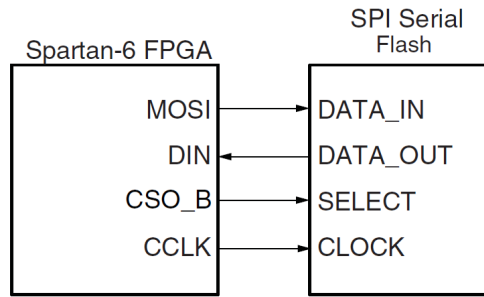 SPI Serial
Flash
Spartan-6 FPGA
MOSI
DATA_IN
DIN
DATA_OUT
CSO_B
SELECT
CCLK
CLOCK